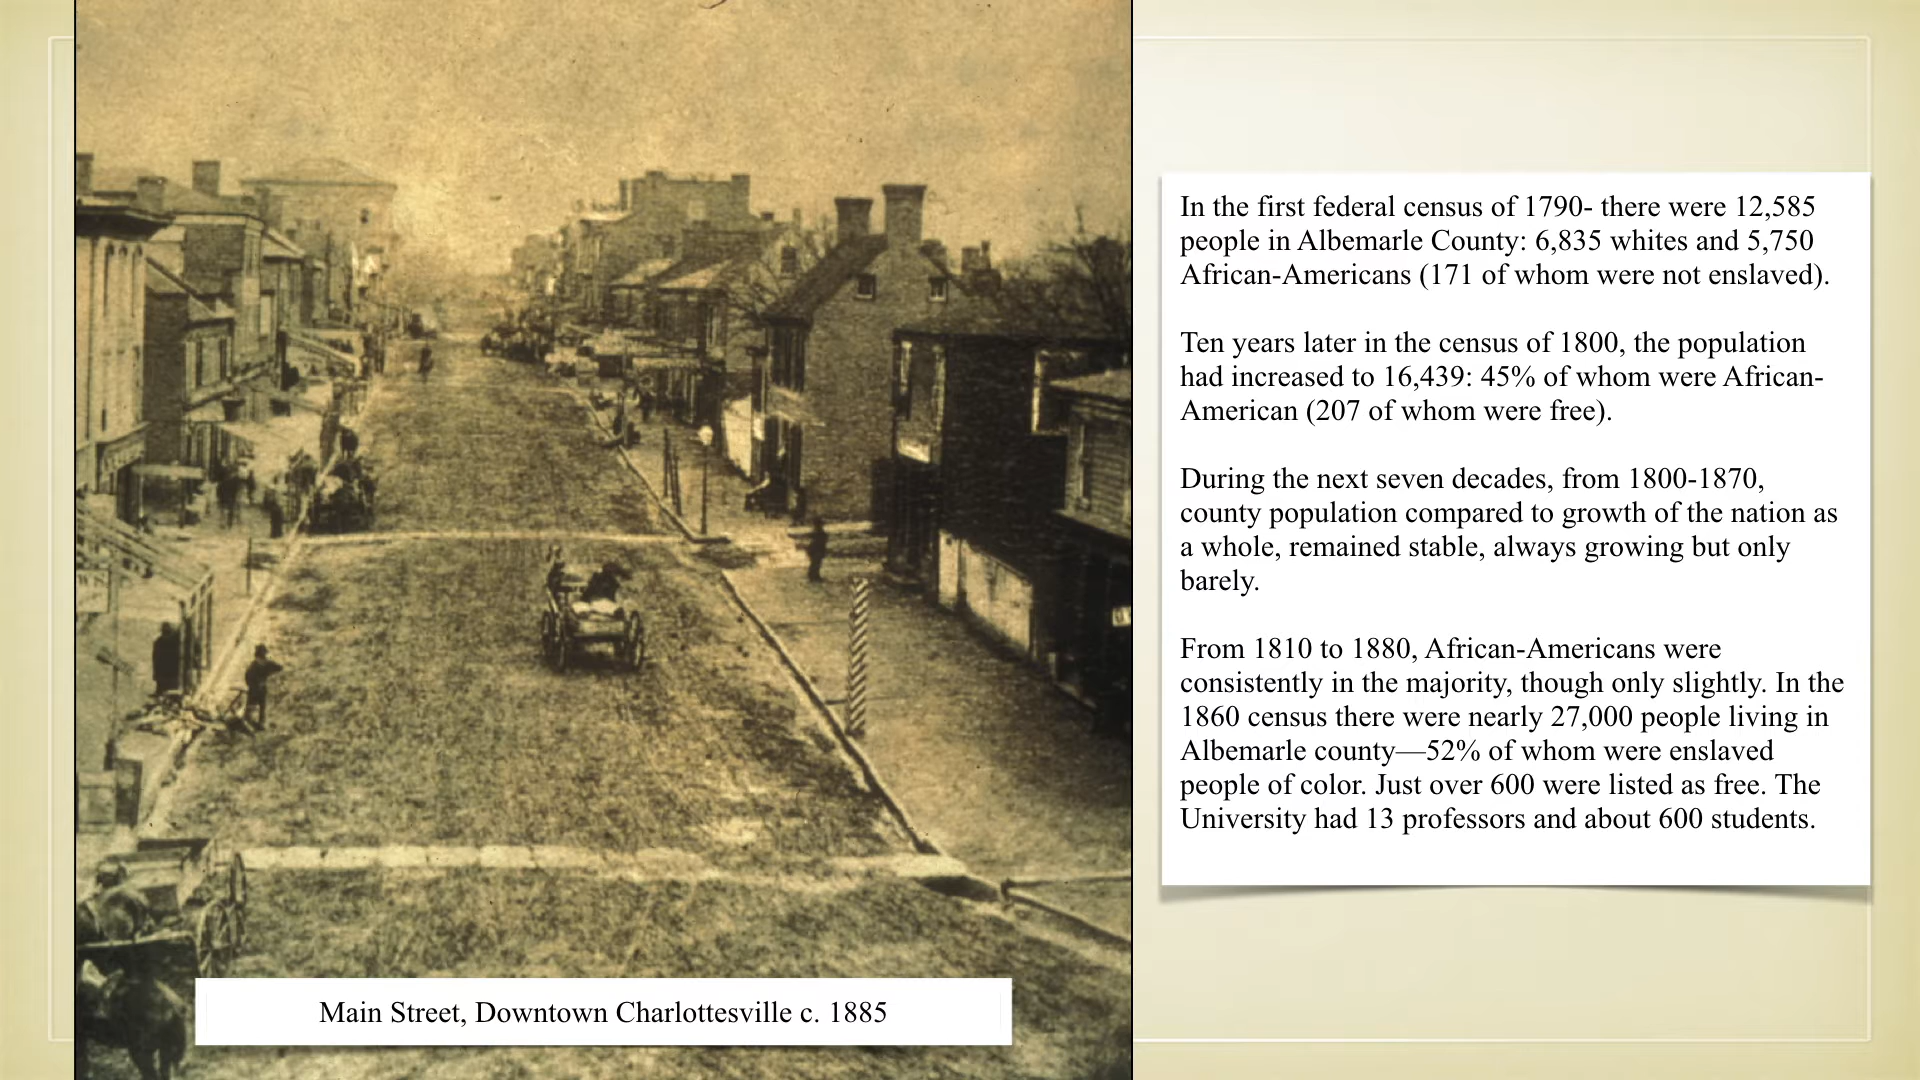 In the first federal census of 1790- there were 12,585
people in Albemarle County: 6,835 whites and 5,750
African-Americans (171 of whom were not enslaved).
Ten years later in the census of 1800, the population
had increased to 16,439: 45% of whom were African-
American (207 of whom were free).
During the next seven decades, from 1800-1870,
county population compared to growth of the nation as
a whole, remained stable, always growing but only
barely.
From 1810 to 1880, African-Americans were
consistently in the majority, though only slightly. In the
1860 census there were nearly 27,000 people living in
Albemarle county—52% of whom were enslaved
people of color. Just over 600 were listed as free. The
University had 13 professors and about 600 students.
Main Street, Downtown Charlottesville c. 1885